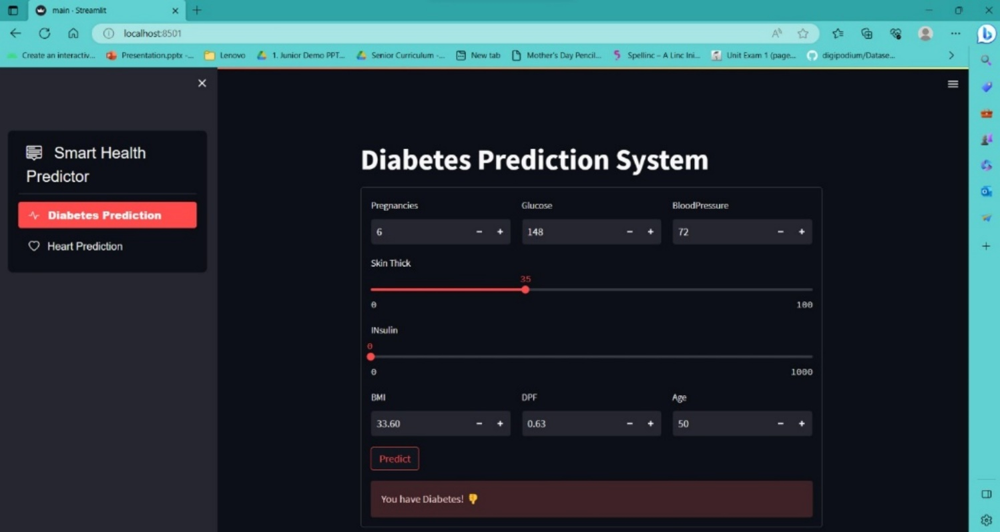 main - Streamlit
localhost:8501
Create an interactiv... Presentation.pptx -... Lenovo 1. Junior Demo PPT... Senior Curriculum -... New tab Mother's Day Pencil... Spellinc – A Linc Ini... Unit Exam 1 (page... digipodium/Datase...
Smart Health
Predictor
Diabetes Prediction
Heart Prediction
Diabetes Prediction System
Pregnancies Glucose BloodPressure
6 − + 148 − + 72 − +
Skin Thick
35
0 100
INsulin
0
0 1000
BMI DPF Age
33.60 − + 0.63 − + 50 − +
Predict
You have Diabetes! 👎